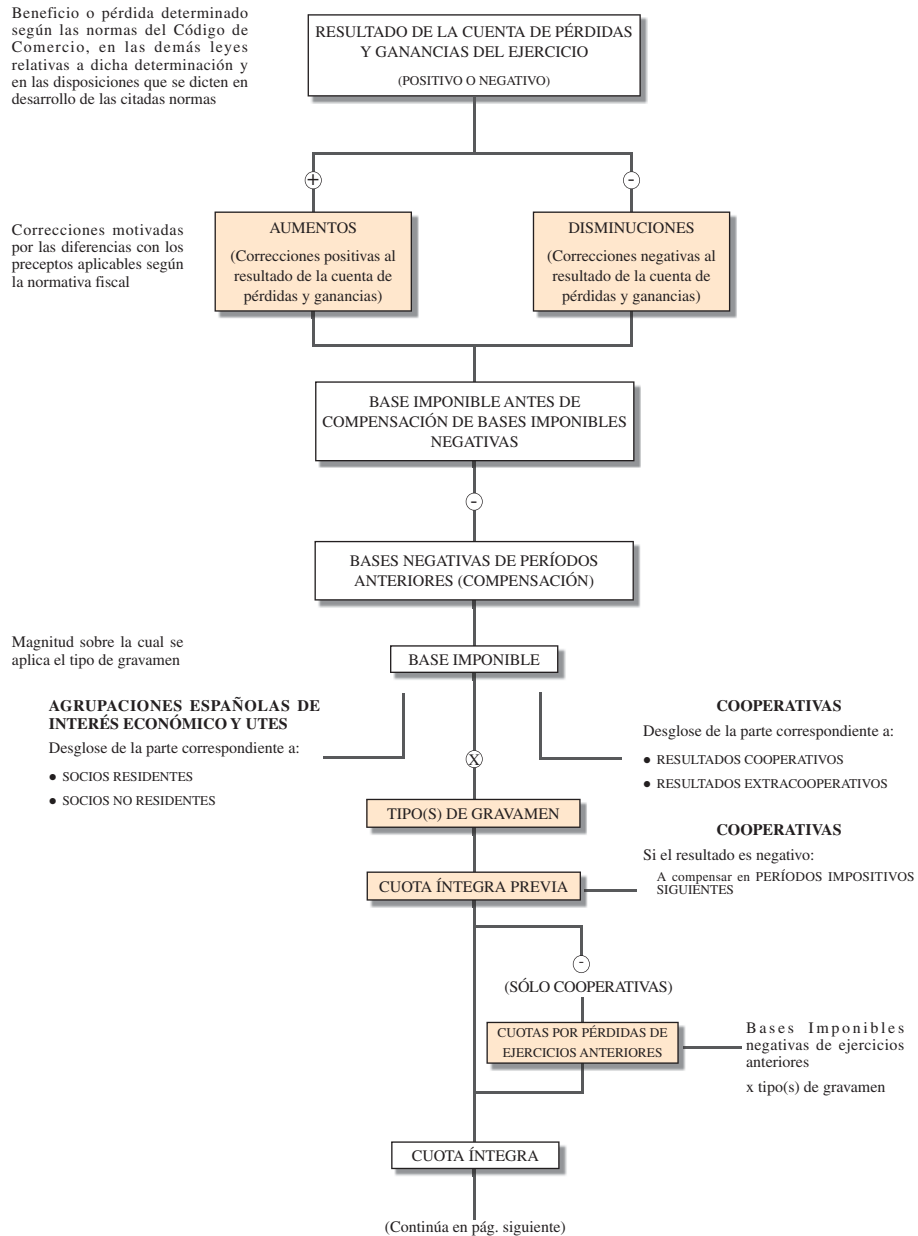 Beneficio o pérdida determinado
según las normas del Código de
Comercio, en las demás leyes
relativas a dicha determinación y
en las disposiciones que se dicten en
desarrollo de las citadas normas
RESULTADO DE LA CUENTA DE PÉRDIDAS
Y GANANCIAS DEL EJERCICIO
(POSITIVO O NEGATIVO)
+
-
Correcciones motivadas
por las diferencias con los
preceptos aplicables según
la normativa fiscal
AUMENTOS
(Correcciones positivas al
resultado de la cuenta de
pérdidas y ganancias)
DISMINUCIONES
(Correcciones negativas al
resultado de la cuenta de
pérdidas y ganancias)
BASE IMPONIBLE ANTES DE
COMPENSACIÓN DE BASES IMPONIBLES
NEGATIVAS
-
BASES NEGATIVAS DE PERÍODOS
ANTERIORES (COMPENSACIÓN)
Magnitud sobre la cual se
aplica el tipo de gravamen
BASE IMPONIBLE
AGRUPACIONES ESPAÑOLAS DE
INTERÉS ECONÓMICO Y UTES
Desglose de la parte correspondiente a:
● SOCIOS RESIDENTES
● SOCIOS NO RESIDENTES
X
COOPERATIVAS
Desglose de la parte correspondiente a:
● RESULTADOS COOPERATIVOS
● RESULTADOS EXTRACOOPERATIVOS
TIPO(S) DE GRAVAMEN
COOPERATIVAS
Si el resultado es negativo:
A compensar en PERÍODOS IMPOSITIVOS
SIGUIENTES
CUOTA ÍNTEGRA PREVIA
-
(SÓLO COOPERATIVAS)
CUOTAS POR PÉRDIDAS DE
EJERCICIOS ANTERIORES
Bases Imponibles
negativas de ejercicios
anteriores
x tipo(s) de gravamen
CUOTA ÍNTEGRA
(Continúa en pág. siguiente)